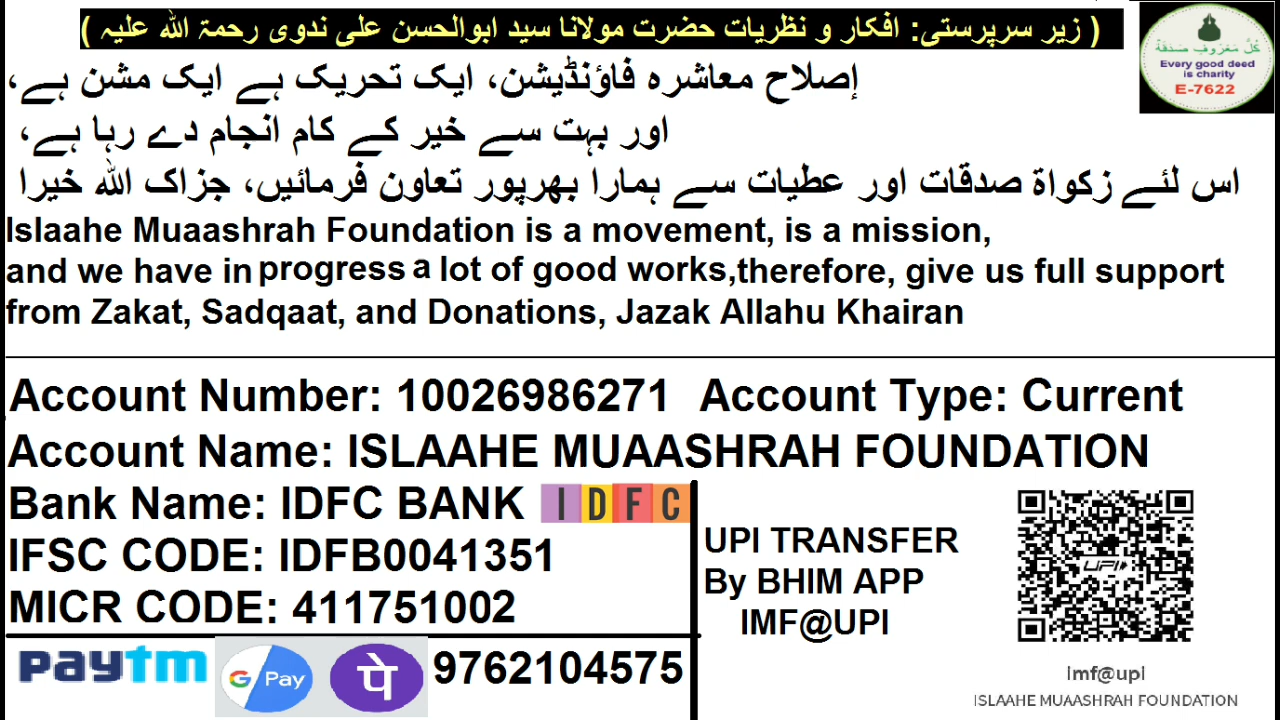 ( زیر سرپرستی: افکار و نظریات حضرت مولانا سید ابوالحسن علی ندوی رحمۃ اللہ علیہ )
كُلُّ مَعْرُوفٍ صَدَقَةٌ
Every good deed
is charity
E-7622
إصلاح معاشرہ فاؤنڈیشن، ایک تحریک ہے ایک مشن ہے،
اور بہت سے خیر کے کام انجام دے رہا ہے،
اس لئے زکواۃ صدقات اور عطیات سے ہمارا بھرپور تعاون فرمائیں، جزاک اللہ خیرا
Islaahe Muaashrah Foundation is a movement, is a mission,
and we have in progress a lot of good works,therefore, give us full support
from Zakat, Sadqaat, and Donations, Jazak Allahu Khairan
Account Number: 10026986271 Account Type: Current
Account Name: ISLAAHE MUAASHRAH FOUNDATION
Bank Name: IDFC BANK IDFC
IFSC CODE: IDFB0041351
MICR CODE: 411751002
UPI TRANSFER
By BHIM APP
IMF@UPI
UPI
imf@upi
ISLAAHE MUAASHRAH FOUNDATION
paytm G Pay पे 9762104575